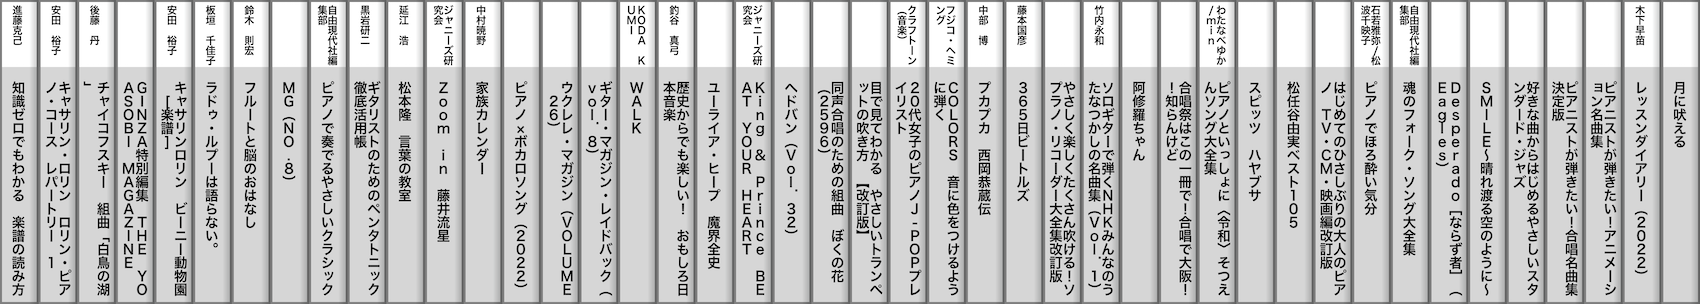 月に吠える
木下早苗
レッスンダイアリー（2022）
ピアニストが弾きたい！アニメーシ
ョン名曲集
ピアニストが弾きたい！合唱名曲集
決定版
好きな曲からはじめるやさしいスタ
ンダード・ジャズ
SMILE〜晴れ渡る空のように〜
Desperado［ならず者］（
Eagles）
自由現代社編
集部
魂のフォーク・ソング大全集
石若雅弥/松
波千映子
ピアノでほろ酔い気分
はじめてのひさしぶりの大人のピア
ノ　TV・CM・映画編改訂版
松任谷由実ベスト105
スピッツ　ハヤブサ
わたなべゆか
/min
ピアノといっしょに〈令和〉そつえ
んソング大全集
合唱祭はこの一冊で！合唱で大阪！
！知らんけど
阿修羅ちゃん
竹内永和
ソロギターで弾くNHKみんなのう
たなつかしの名曲集（Vol.1）
やさしく楽しくたくさん吹ける！ソ
プラノ・リコーダー大全集改訂版
藤本国彦
365日ビートルズ
中部　博
プカプカ　西岡恭蔵伝
フジコ・ヘミ
ング
COLORS　音に色をつけるよう
に弾く
クラフトーン
（音楽）
20代女子のピアノJ-POPプレ
イリスト
目で見てわかる　やさしいトランペ
ットの吹き方　【改訂版】
同声合唱のための組曲　ぼくの花
（2596）
ヘドバン（Vol．32）
ジャニーズ研
究会
King & Prince BE
AT YOUR HEART
ユーライア・ヒープ　魔界全史
釣谷　真弓
歴史からでも楽しい！　おもしろ日
本音楽
KODA K
UMI
WALK
ギター・マガジン・レイドバック（
vol．8）
ウクレレ・マガジン（VOLUME
26）
ピアノ×ボカロソング（2022）
中村暁野
家族カレンダー
ジャニーズ研
究会
Zoom in 藤井流星
延江　浩
松本隆　言葉の教室
黒岩研二
ギタリストのためのペンタトニック
徹底活用帳
自由現代社編
集部
ピアノで奏でるやさしいクラシック
MG（NO．8）
鈴木　則宏
フルートと脳のおはなし
板垣　千佳子
ラドゥ・ルプーは語らない。
安田　裕子
キャサリンロリン　ビーニー動物園
［楽譜］
GINZA特別編集　THE YO
ASOBI MAGAZINE
後藤　丹
チャイコフスキー　組曲「白鳥の湖
」
安田　裕子
キャサリン・ロリン　ロリン・ピア
ノ・コース　レパートリー　1
進藤克己
知識ゼロでもわかる　楽譜の読み方